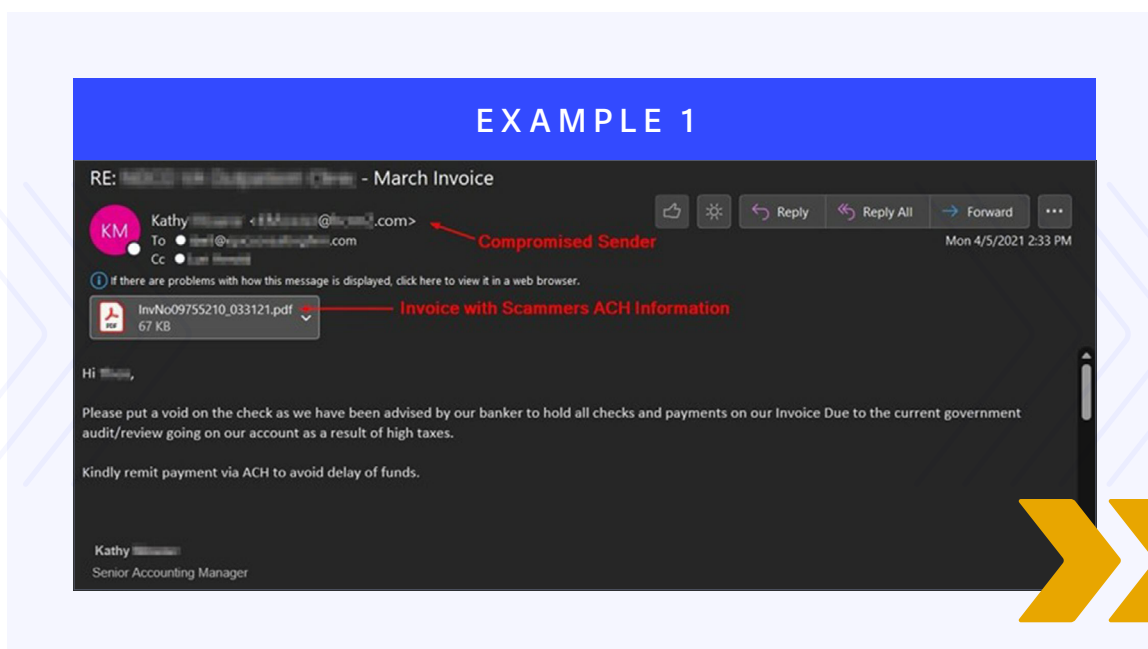 EXAMPLE 1
RE: - March Invoice
KM
Kathy < @ .com>
Compromised Sender
Reply
Reply All
Forward
To @ .com
Mon 4/5/2021 2:33 PM
Cc
If there are problems with how this message is displayed, click here to view it in a web browser.
InvNo09755210_033121.pdf
67 KB
PDF
Invoice with Scammers ACH Information
Hi ,
Please put a void on the check as we have been advised by our banker to hold all checks and payments on our Invoice Due to the current government
audit/review going on our account as a result of high taxes.
Kindly remit payment via ACH to avoid delay of funds.
Kathy
Senior Accounting Manager